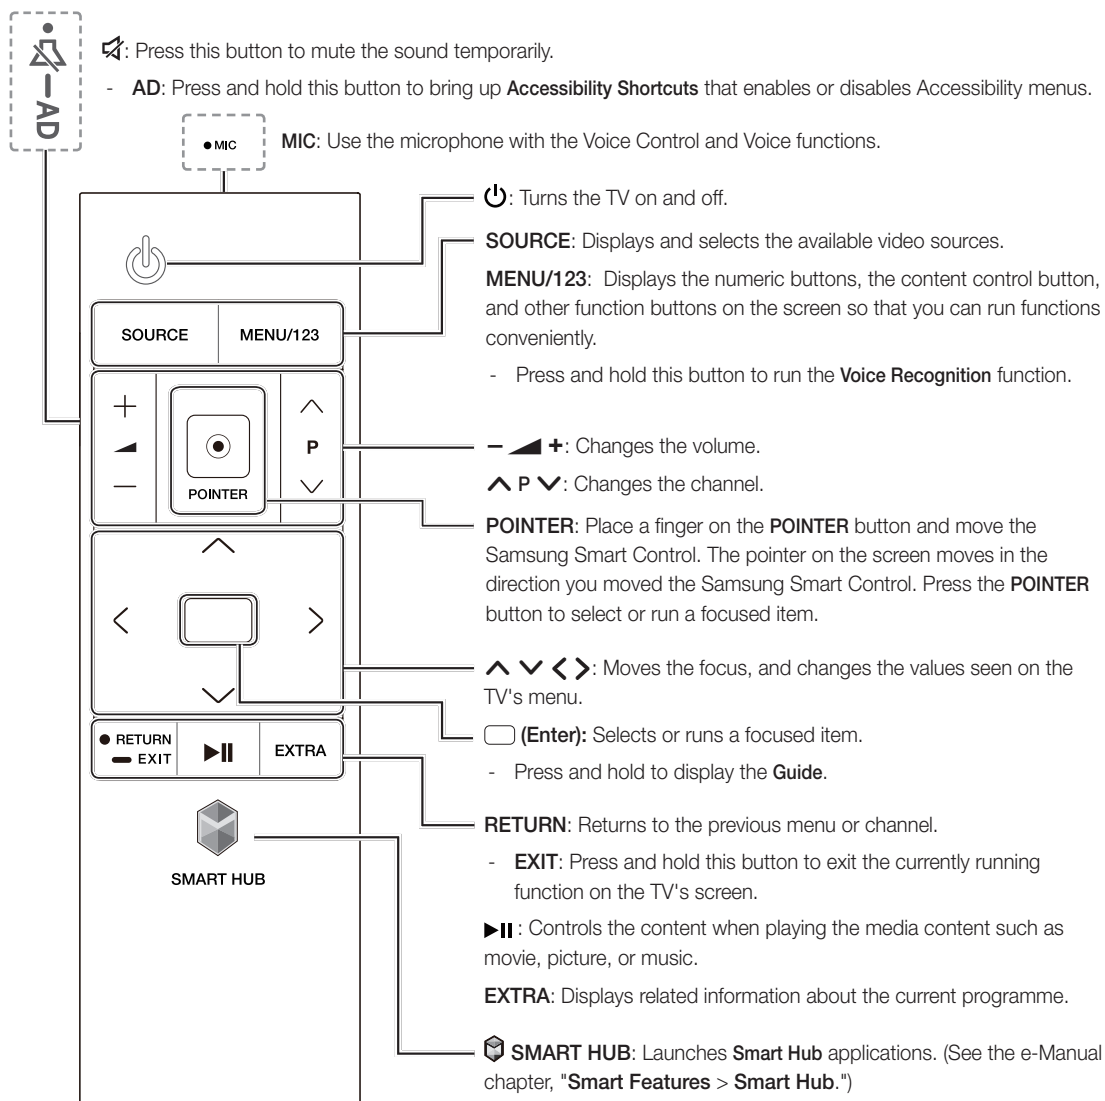 AD
: Press this button to mute the sound temporarily.
- AD: Press and hold this button to bring up Accessibility Shortcuts that enables or disables Accessibility menus.
MIC
MIC: Use the microphone with the Voice Control and Voice functions.
: Turns the TV on and off.
SOURCE: Displays and selects the available video sources.
MENU/123: Displays the numeric buttons, the content control button,
and other function buttons on the screen so that you can run functions
conveniently.
- Press and hold this button to run the Voice Recognition function.
SOURCE
MENU/123
+
P
—
POINTER
− +: Changes the volume.
P : Changes the channel.
POINTER: Place a finger on the POINTER button and move the
Samsung Smart Control. The pointer on the screen moves in the
direction you moved the Samsung Smart Control. Press the POINTER
button to select or run a focused item.
: Moves the focus, and changes the values seen on the
TV's menu.
(Enter): Selects or runs a focused item.
- Press and hold to display the Guide.
RETURN
EXIT
EXTRA
RETURN: Returns to the previous menu or channel.
- EXIT: Press and hold this button to exit the currently running
function on the TV's screen.
: Controls the content when playing the media content such as
movie, picture, or music.
EXTRA: Displays related information about the current programme.
SMART HUB
SMART HUB: Launches Smart Hub applications. (See the e-Manual
chapter, "Smart Features > Smart Hub.")